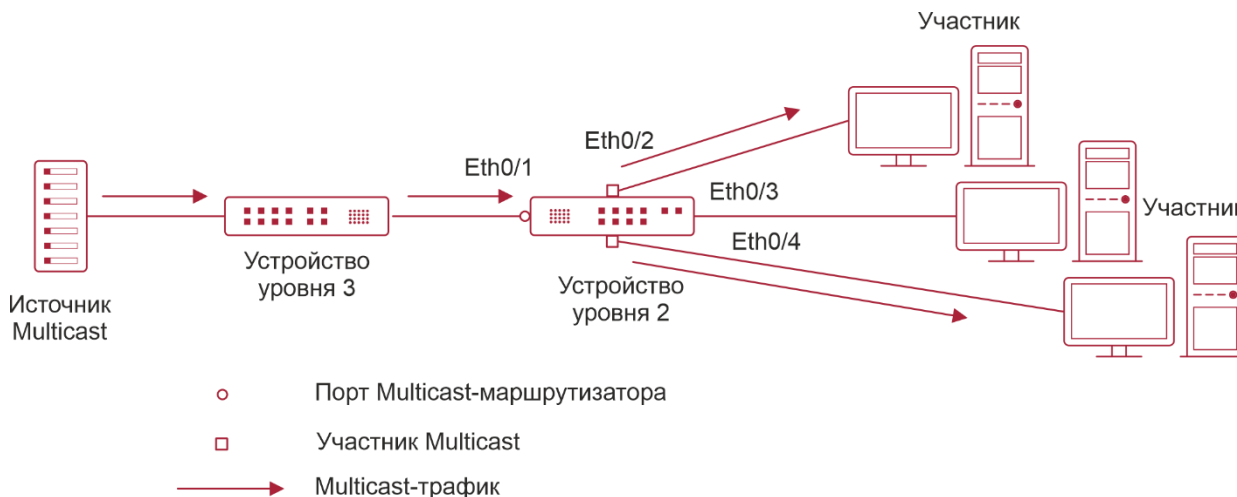 Участник
Eth0/2
Eth0/1
Eth0/3
Участник
Eth0/4
Устройство
уровня 3
Устройство
уровня 2
Источник
Multicast
Порт Multicast-маршрутизатора
Участник Multicast
Multicast-трафик